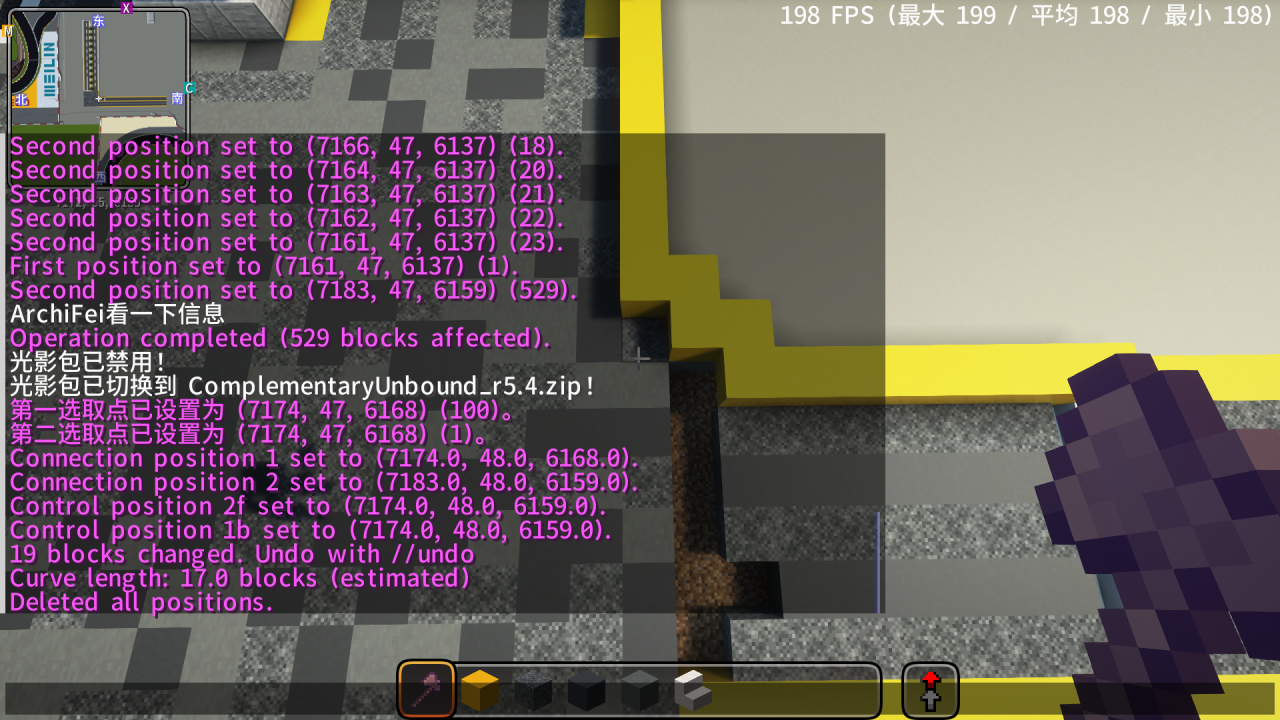 198 FPS (最大 199 / 平均 198 / 最小 198)
X
东
M
MEILIN
C
北
南
西
Second position set to (7166, 47, 6137) (18).
Second position set to (7164, 47, 6137) (20).
Second position set to (7163, 47, 6137) (21).
Second position set to (7162, 47, 6137) (22).
Second position set to (7161, 47, 6137) (23).
First position set to (7161, 47, 6137) (1).
Second position set to (7183, 47, 6159) (529).
ArchiFei看一下信息
Operation completed (529 blocks affected).
光影包已禁用!
光影包已切换到 ComplementaryUnbound_r5.4.zip!
第一选取点已设置为 (7174, 47, 6168) (100)。
第二选取点已设置为 (7174, 47, 6168) (1)。
Connection position 1 set to (7174.0, 48.0, 6168.0).
Connection position 2 set to (7183.0, 48.0, 6159.0).
Control position 2f set to (7174.0, 48.0, 6159.0).
Control position 1b set to (7174.0, 48.0, 6159.0).
19 blocks changed. Undo with //undo
Curve length: 17.0 blocks (estimated)
Deleted all positions.